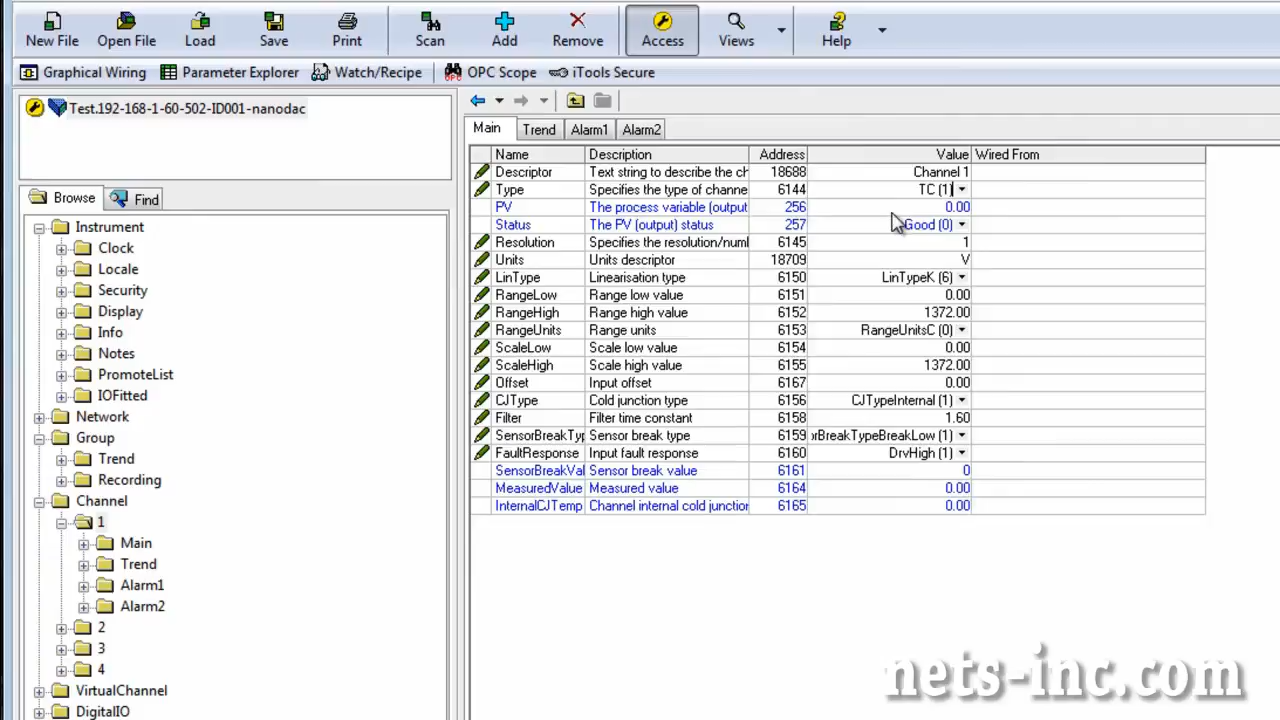 New File Open File Load Save Print Scan Add Remove Access Views Help
Graphical Wiring Parameter Explorer Watch/Recipe OPC Scope iTools Secure
Test.192-168-1-60-502-ID001-nanodac
Browse Find
Instrument
Clock
Locale
Security
Display
Info
Notes
PromoteList
IOFitted
Network
Group
Trend
Recording
Channel
1
Main
Trend
Alarm1
Alarm2
2
3
4
VirtualChannel
DigitalIO
Main Trend Alarm1 Alarm2
Name Description Address Value Wired From
Descriptor Text string to describe the ch 18688 Channel 1
Type Specifies the type of channe 6144 TC (1)
PV The process variable (output 256 0.00
Status The PV (output) status 257 Good (0)
Resolution Specifies the resolution/numl 6145 1
Units Units descriptor 18709 V
LinType Linearisation type 6150 LinTypeK (6)
RangeLow Range low value 6151 0.00
RangeHigh Range high value 6152 1372.00
RangeUnits Range units 6153 RangeUnitsC (0)
ScaleLow Scale low value 6154 0.00
ScaleHigh Scale high value 6155 1372.00
Offset Input offset 6167 0.00
CJType Cold junction type 6156 CJTypeInternal (1)
Filter Filter time constant 6158 1.60
SensorBreakTyp Sensor break type 6159 rBreakTypeBreakLow (1)
FaultResponse Input fault response 6160 DrvHigh (1)
SensorBreakVal Sensor break value 6161 0
MeasuredValue Measured value 6164 0.00
InternalCJTemp Channel internal cold junction 6165 0.00
nets-inc.com